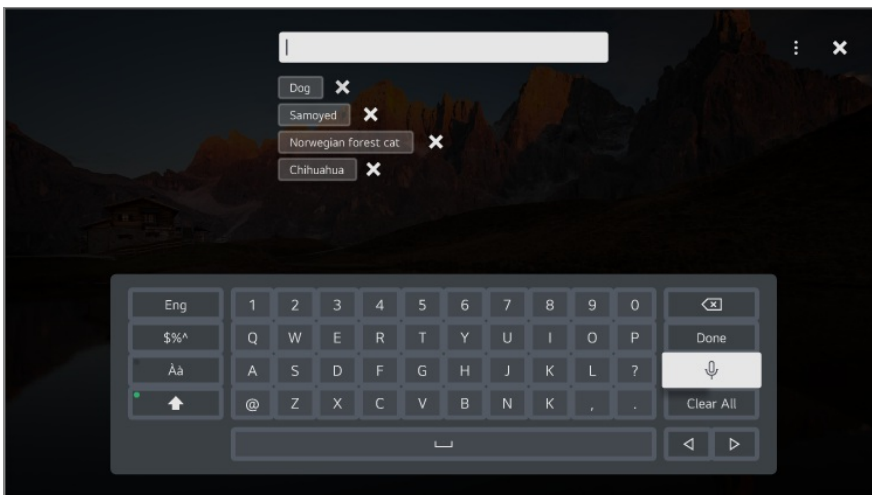 Dog
Samoyed
Norwegian forest cat
Chihuahua
Eng 1 2 3 4 5 6 7 8 9 0
$%^ Q W E R T Y U I O P Done
Àà A S D F G H J K L ?
@ Z X C V B N K , . Clear All